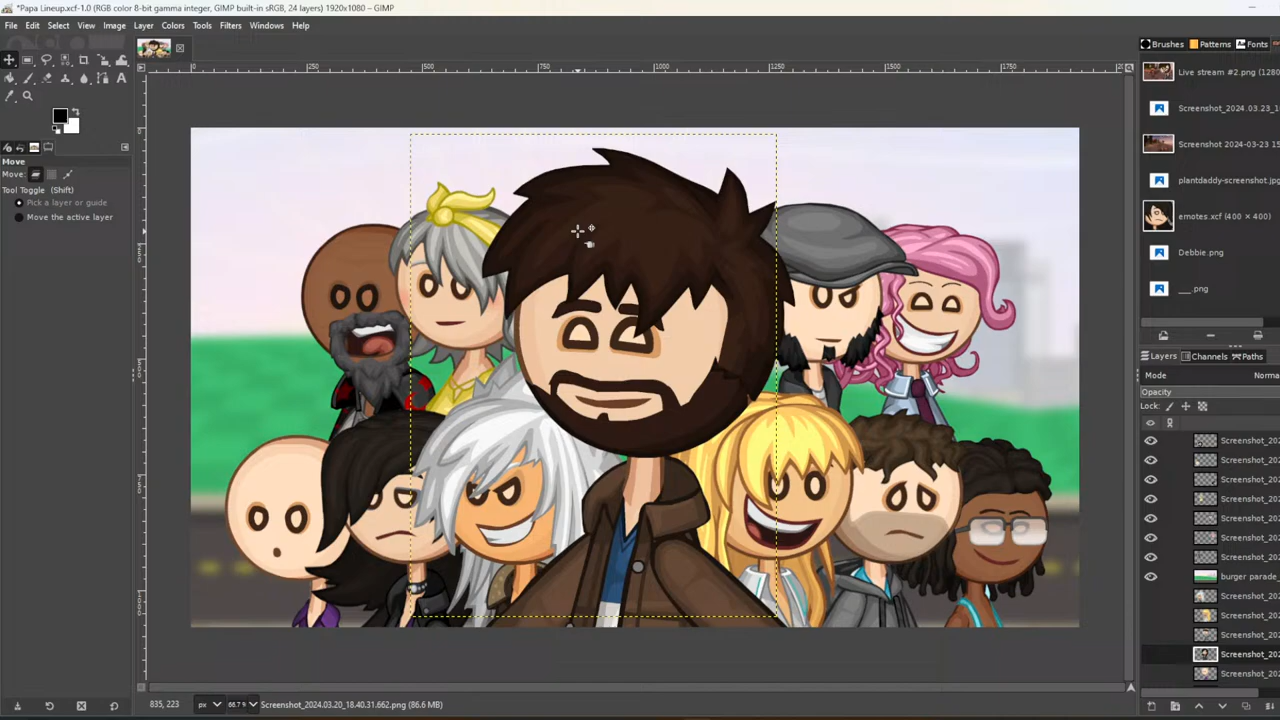 *Papa Lineup.xcf-1.0 (RGB color 8-bit gamma integer, GIMP built-in sRGB, 24 layers) 1920x1080 – GIMP
File Edit Select View Image Layer Colors Tools Filters Windows Help
Brushes Patterns Fonts
0 250 500 750 1000 1250 1500 1750
Live stream #2.png (1280
Screenshot_2024.03.23_1
Screenshot 2024-03-23 15
plantdaddy-screenshot.jpg
emotes.xcf (400 × 400)
Debbie.png
__.png
Move
Move:
Tool Toggle (Shift)
Pick a layer or guide
Move the active layer
Layers Channels Paths
Mode Norma
Opacity
Lock:
Screenshot_202
Screenshot_202
Screenshot_202
Screenshot_202
Screenshot_202
Screenshot_202
Screenshot_202
burger parade_
Screenshot_202
Screenshot_202
Screenshot_202
Screenshot_202
Screenshot_202
835, 223 px 66.7 Screenshot_2024.03.20_18.40.31.662.png (86.6 MB)